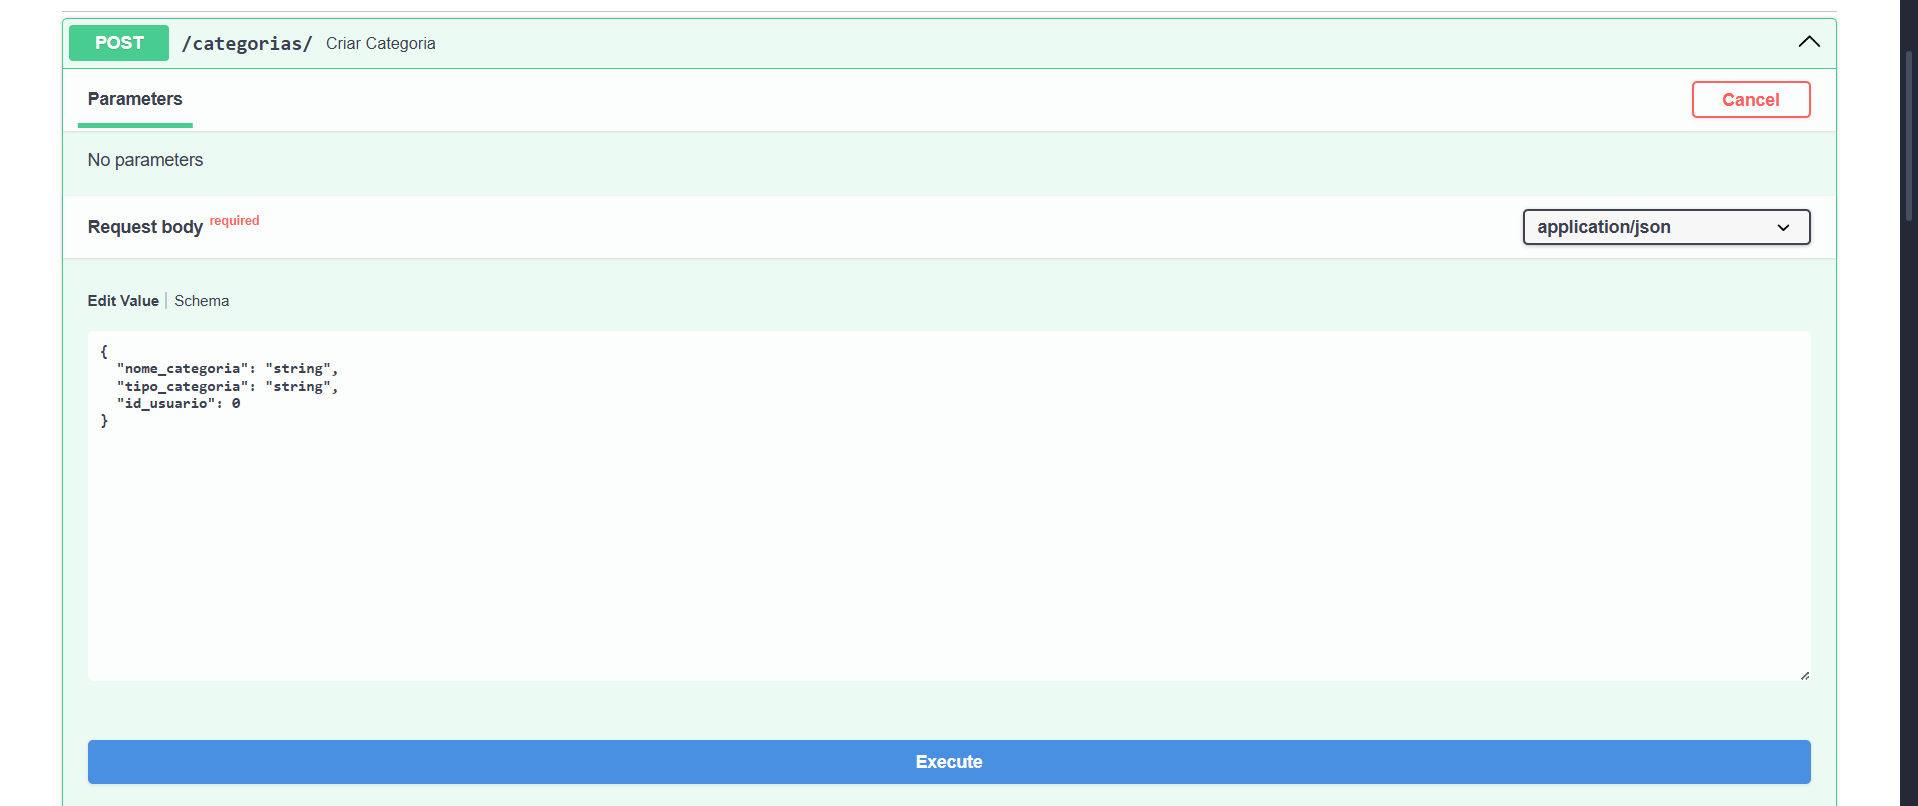 POST /categorias/ Criar Categoria
Parameters
Cancel
No parameters
Request body required
application/json
Edit Value | Schema
{
  "nome_categoria": "string",
  "tipo_categoria": "string",
  "id_usuario": 0
}
Execute